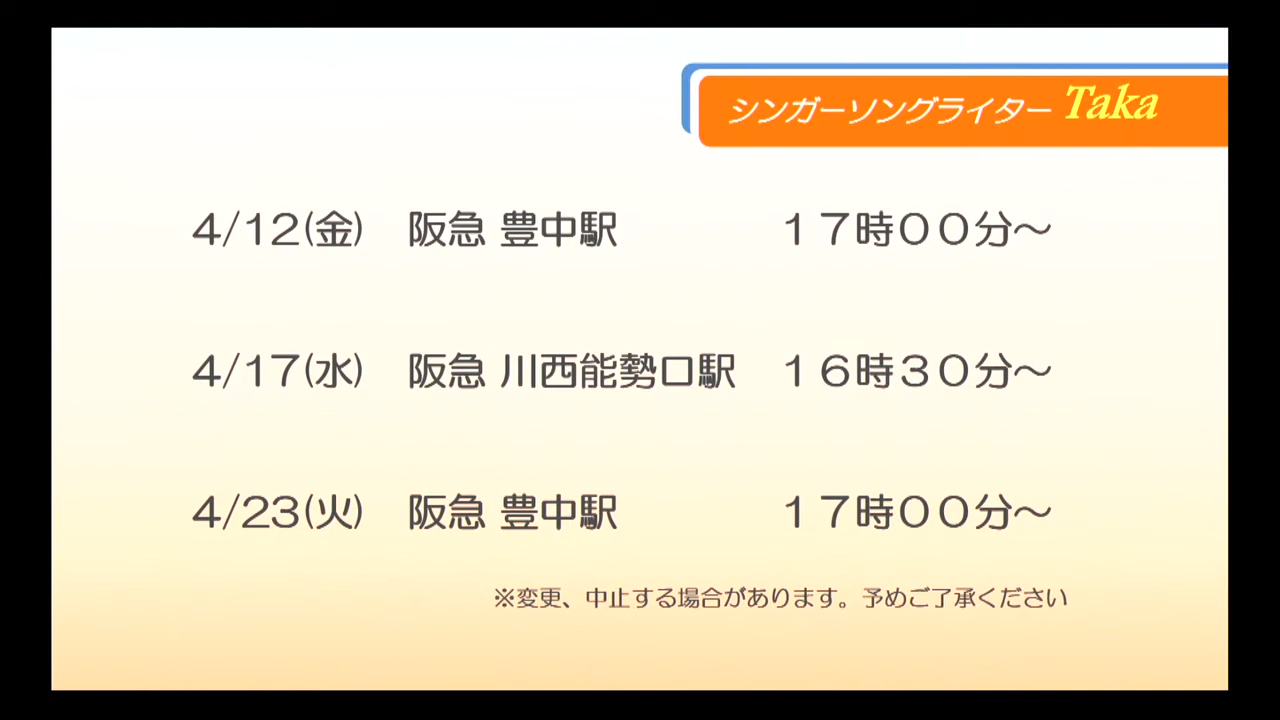 シンガーソングライター Taka
4/12(金) 阪急 豊中駅 17時00分～
4/17(水) 阪急 川西能勢口駅 16時30分～
4/23(火) 阪急 豊中駅 17時00分～
※変更、中止する場合があります。予めご了承ください